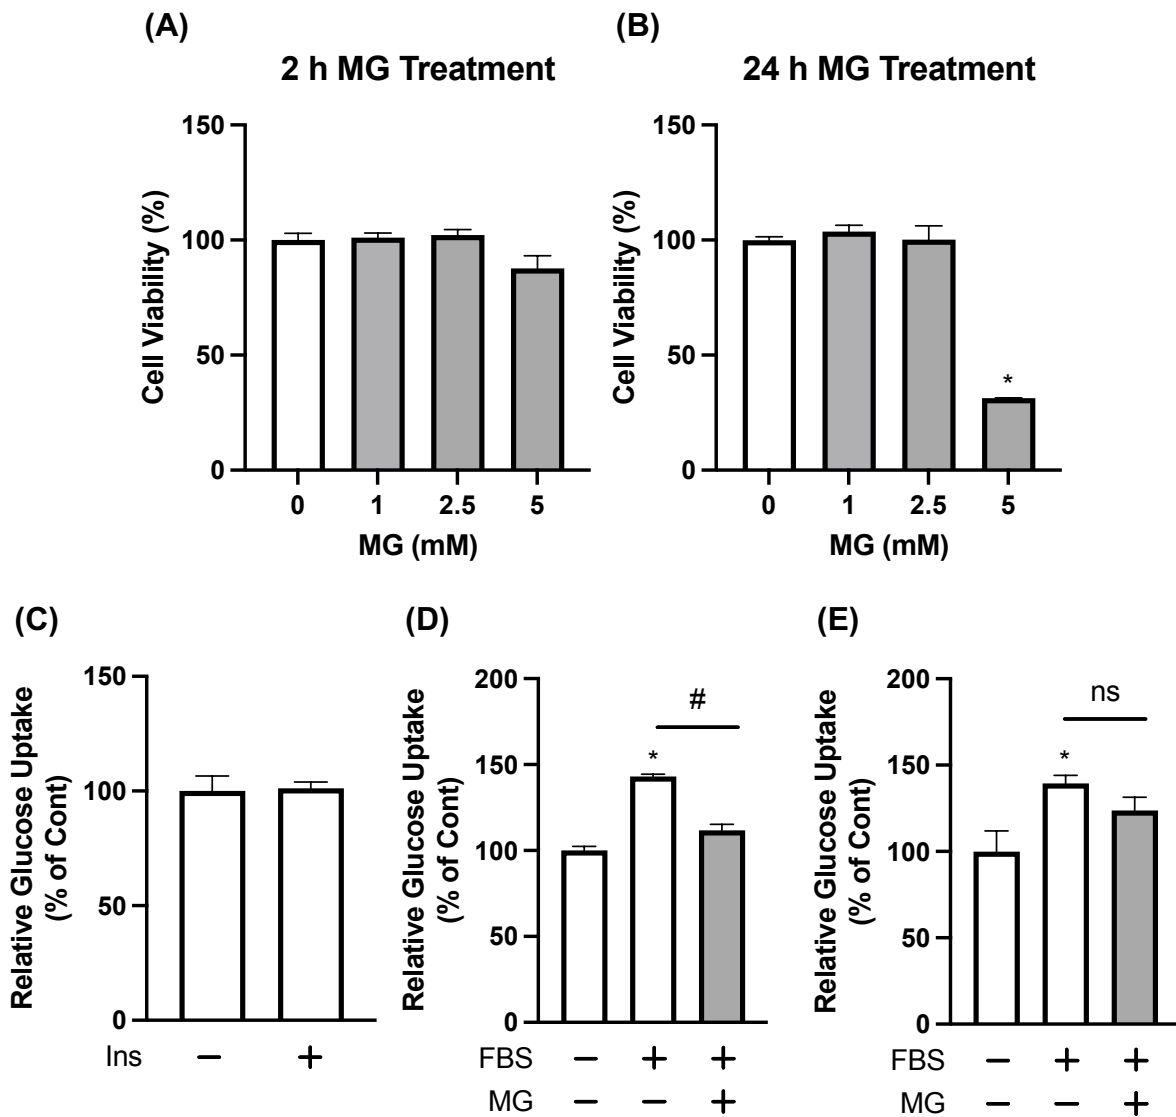 (A)
2 h MG Treatment
Cell Viability (%)
150
100
50
0
0 1 2.5 5
MG (mM)
(B)
24 h MG Treatment
Cell Viability (%)
150
100
50
0
*
0 1 2.5 5
MG (mM)
(C)
Relative Glucose Uptake
(% of Cont)
150
100
50
0
Ins − +
(D)
Relative Glucose Uptake
(% of Cont)
200
150
100
50
0
#
*
FBS − + +
MG − − +
(E)
Relative Glucose Uptake
(% of Cont)
200
150
100
50
0
ns
*
FBS − + +
MG − − +